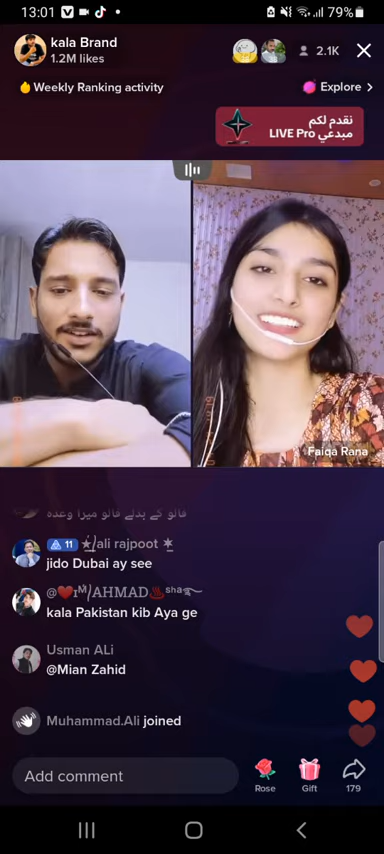 13:01
79%
kala Brand
1.2M likes
2.1K
Weekly Ranking activity
Explore
نقدم لكم
مبدعي LIVE Pro
Faiqa Rana
فالو کے بدلے فالو میرا وعدہ
11 ali rajpoot
jido Dubai ay see
AHMAD sha
kala Pakistan kib Aya ge
Usman ALi
@Mian Zahid
Muhammad.Ali joined
Add comment
Rose
Gift
179